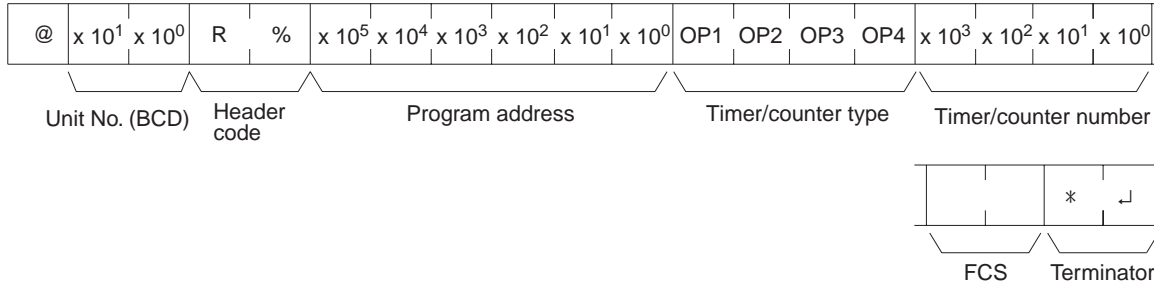 @ x 10¹ x 10⁰ R % x 10⁵ x 10⁴ x 10³ x 10² x 10¹ x 10⁰ OP1 OP2 OP3 OP4 x 10³ x 10² x 10¹ x 10⁰
Unit No. (BCD) Header code Program address Timer/counter type Timer/counter number
* ↵
FCS Terminator